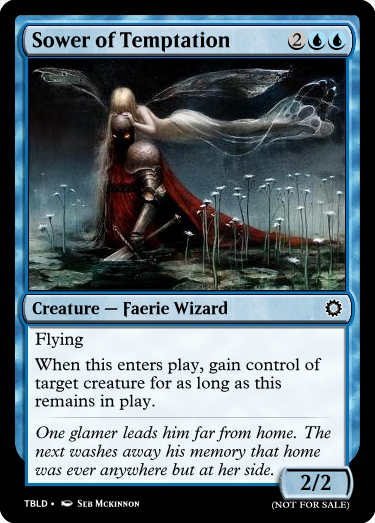 Sower of Temptation 2
Creature — Faerie Wizard
Flying
When this enters play, gain control of
target creature for as long as this
remains in play.
One glamer leads him far from home. The
next washes away his memory that home
was ever anywhere but at her side.
2/2
TBLD • Seb Mckinnon
(NOT FOR SALE)